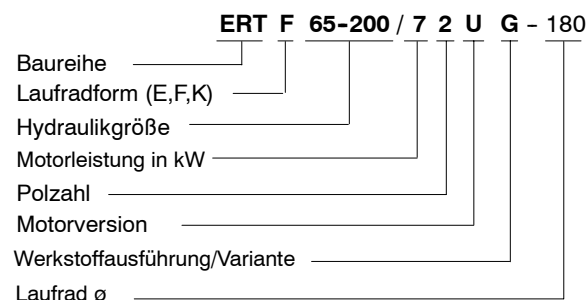 ERT F 65-200 / 7 2 U G - 180
Baureihe
Laufradform (E,F,K)
Hydraulikgröße
Motorleistung in kW
Polzahl
Motorversion
Werkstoffausführung/Variante
Laufrad ø